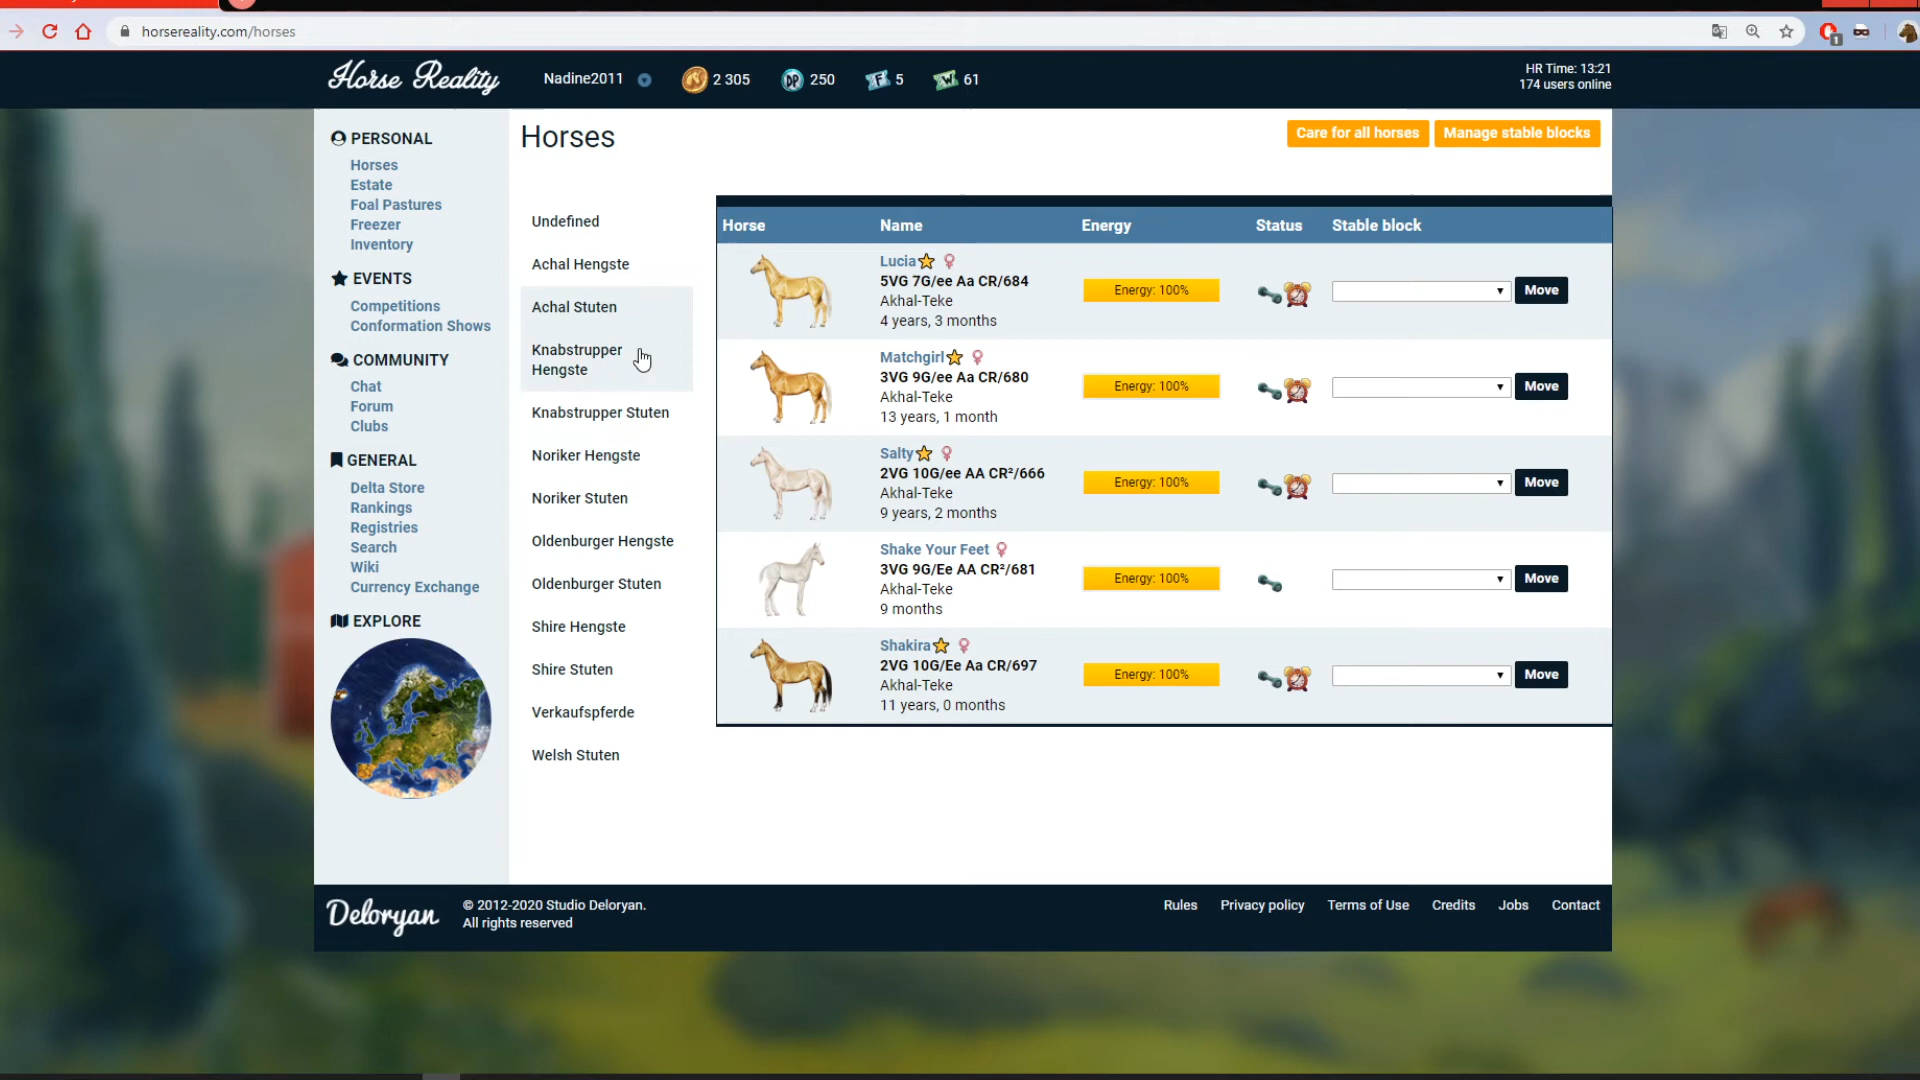 horsereality.com/horses
1
Horse Reality
Nadine2011
2 305
DP
250
F
5
W
61
HR Time: 13:21
174 users online
PERSONAL
Horses
Estate
Foal Pastures
Freezer
Inventory
EVENTS
Competitions
Conformation Shows
COMMUNITY
Chat
Forum
Clubs
GENERAL
Delta Store
Rankings
Registries
Search
Wiki
Currency Exchange
EXPLORE
Horses
Care for all horses
Manage stable blocks
Undefined
Achal Hengste
Achal Stuten
Knabstrupper
Hengste
Knabstrupper Stuten
Noriker Hengste
Noriker Stuten
Oldenburger Hengste
Oldenburger Stuten
Shire Hengste
Shire Stuten
Verkaufspferde
Welsh Stuten
Horse Name Energy Status Stable block
Lucia
5VG 7G/ee Aa CR/684
Akhal-Teke
4 years, 3 months
Energy: 100%
Move
Matchgirl
3VG 9G/ee Aa CR/680
Akhal-Teke
13 years, 1 month
Energy: 100%
Move
Salty
2VG 10G/ee AA CR²/666
Akhal-Teke
9 years, 2 months
Energy: 100%
Move
Shake Your Feet
3VG 9G/Ee AA CR²/681
Akhal-Teke
9 months
Energy: 100%
Move
Shakira
2VG 10G/Ee Aa CR/697
Akhal-Teke
11 years, 0 months
Energy: 100%
Move
Deloryan
© 2012-2020 Studio Deloryan.
All rights reserved
Rules Privacy policy Terms of Use Credits Jobs Contact